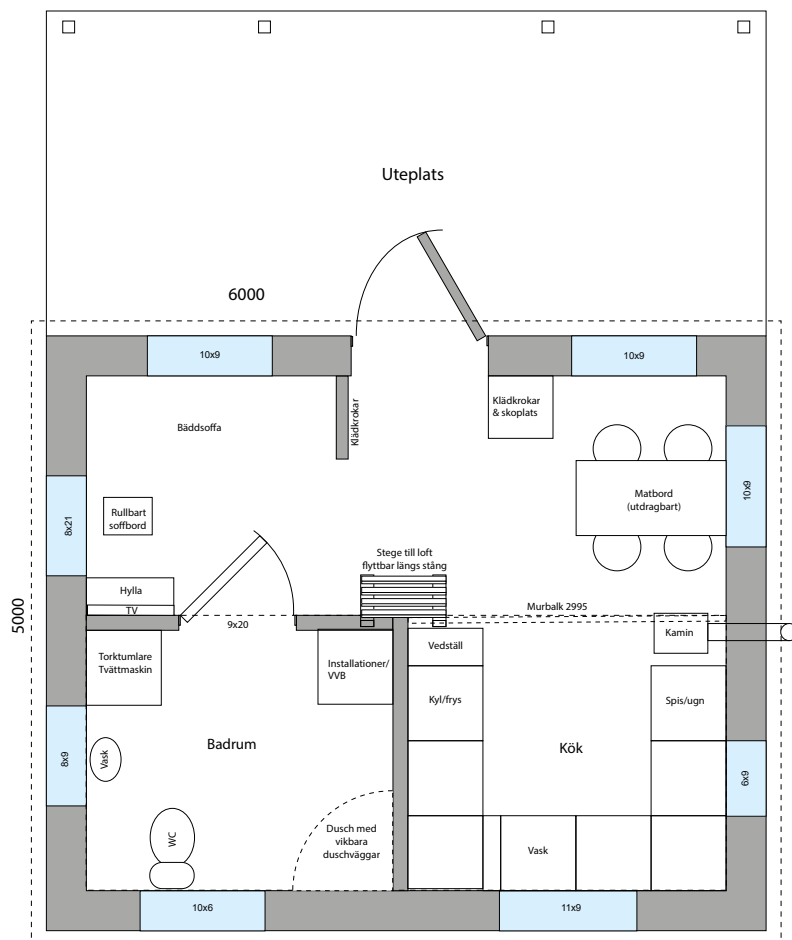 Uteplats
6000
10x9
10x9
Klädkrokar
Klädkrokar
& skoplats
Bäddsoffa
10x9
Matbord
(utdragbart)
8x21
Rullbart
soffbord
Stege till loft
flyttbar längs stång
Hylla
TV
5000
9x20
Murbalk 2995
Kamin
Torktumlare
Tvättmaskin
Installationer/
VVB
Vedställ
Kyl/frys
Spis/ugn
8x9
Vask
Badrum
Kök
6x9
WC
Dusch med
vikbara
duschväggar
Vask
10x6
11x9